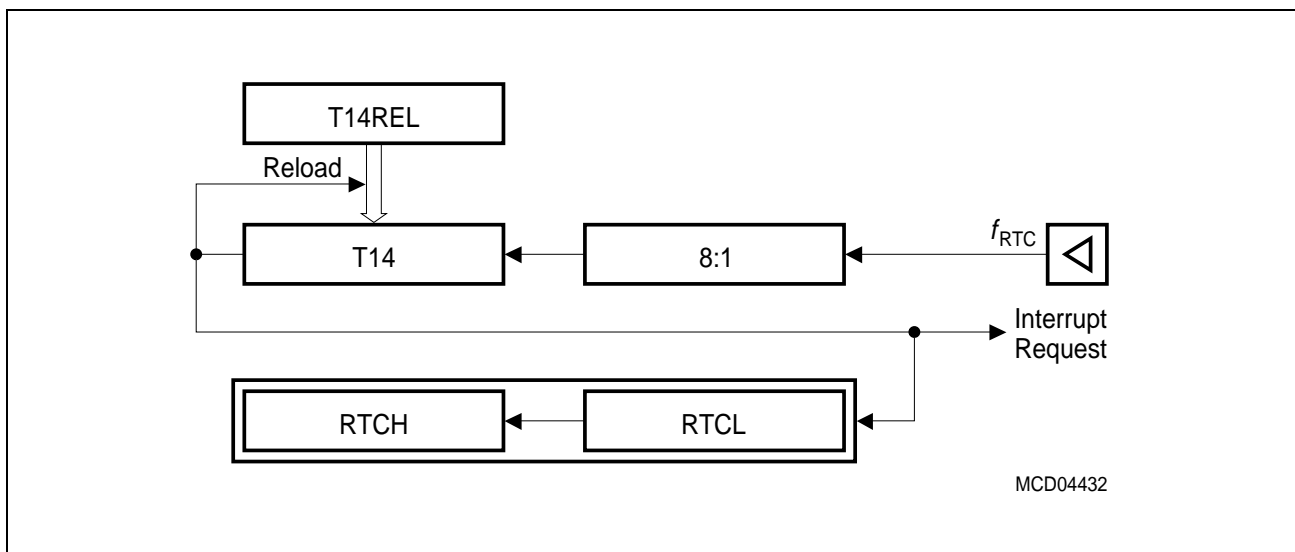 T14REL
Reload
T14
8:1
fRTC
Interrupt
Request
RTCH
RTCL
MCD04432